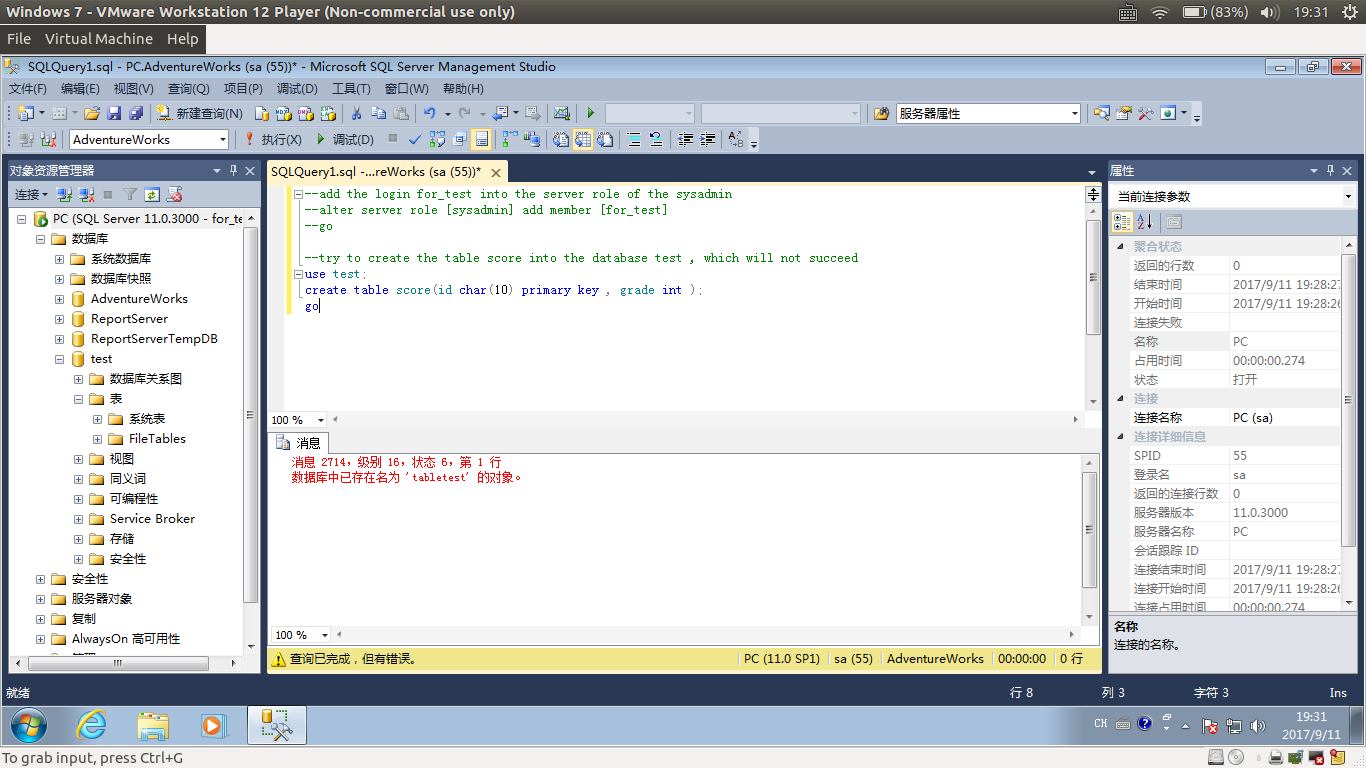 Windows 7 - VMware Workstation 12 Player (Non-commercial use only)
(83%)
19:31
File Virtual Machine Help
SQLQuery1.sql - PC.AdventureWorks (sa (55))* - Microsoft SQL Server Management Studio
文件(F) 编辑(E) 视图(V) 查询(Q) 项目(P) 调试(D) 工具(T) 窗口(W) 帮助(H)
新建查询(N)
服务器属性
AdventureWorks
执行(X)
调试(D)
对象资源管理器
连接
PC (SQL Server 11.0.3000 - for_te
数据库
系统数据库
数据库快照
AdventureWorks
ReportServer
ReportServerTempDB
test
数据库关系图
表
系统表
FileTables
视图
同义词
可编程性
Service Broker
存储
安全性
安全性
服务器对象
复制
AlwaysOn 高可用性
SQLQuery1.sql -...reWorks (sa (55))*
--add the login for_test into the server role of the sysadmin
--alter server role [sysadmin] add member [for_test]
--go
--try to create the table score into the database test , which will not succeed
use test;
create table score(id char(10) primary key , grade int );
go
100 %
消息
消息 2714，级别 16，状态 6，第 1 行
数据库中已存在名为 'tabletest' 的对象。
100 %
查询已完成，但有错误。
PC (11.0 SP1)
sa (55)
AdventureWorks
00:00:00
0 行
属性
当前连接参数
聚合状态
返回的行数 0
结束时间 2017/9/11 19:28:27
开始时间 2017/9/11 19:28:26
连接失败
名称 PC
占用时间 00:00:00.274
状态 打开
连接
连接名称 PC (sa)
连接详细信息
SPID 55
登录名 sa
返回的连接行数 0
服务器版本 11.0.3000
服务器名称 PC
会话跟踪 ID
连接结束时间 2017/9/11 19:28:27
连接开始时间 2017/9/11 19:28:26
连接占用时间 00:00:00.274
名称
连接的名称。
就绪
行 8
列 3
字符 3
Ins
CH
19:31
2017/9/11
To grab input, press Ctrl+G